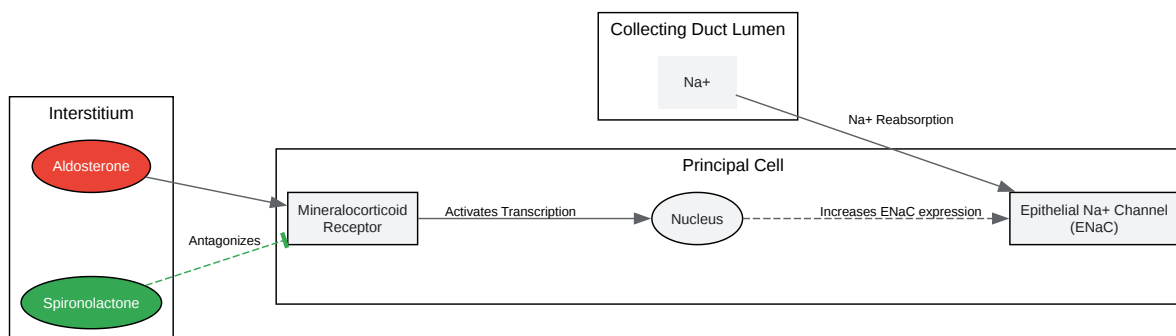 Collecting Duct Lumen
Na+
Na+ Reabsorption
Interstitium
Aldosterone
Spironolactone
Antagonizes
Principal Cell
Mineralocorticoid
Receptor
Activates Transcription
Nucleus
Increases ENaC expression
Epithelial Na+ Channel
(ENaC)